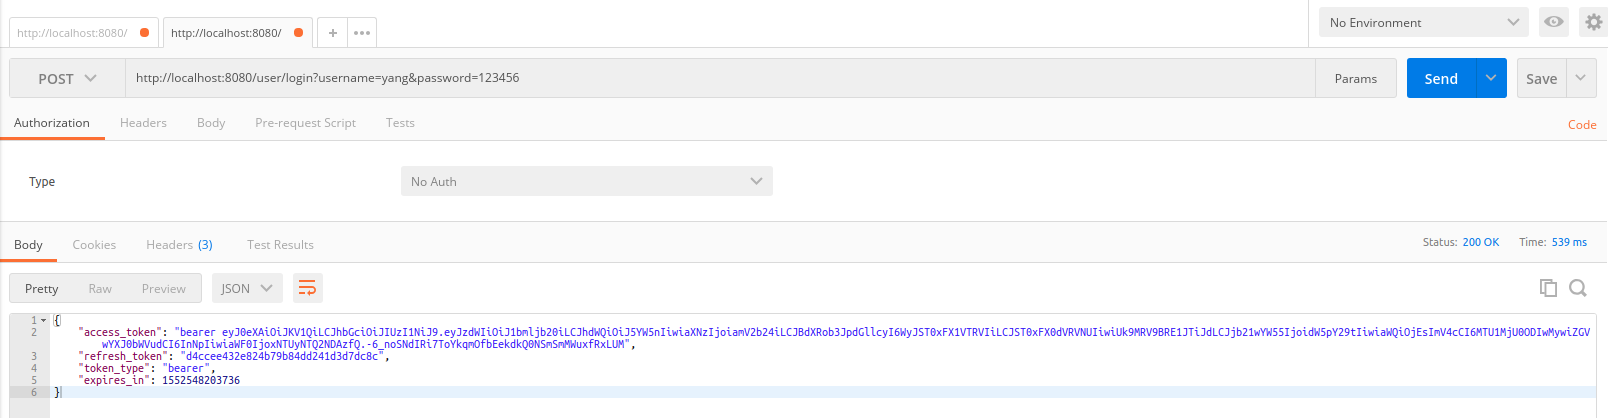 http://localhost:8080/ http://localhost:8080/ + ••• No Environment
POST http://localhost:8080/user/login?username=yang&password=123456 Params Send Save
Authorization Headers Body Pre-request Script Tests Code
Type No Auth
Body Cookies Headers (3) Test Results Status: 200 OK Time: 539 ms
Pretty Raw Preview JSON
1 {
2 "access_token": "bearer eyJ0eXAiOiJKV1QiLCJhbGciOiJIUzI1NiJ9.eyJzdWIiOiJ1bmljb20iLCJhdWQiOiJ5YW5nIiwiaXNzIjoiamV2b24iLCJBdXRob3JpdGllcyI6WyJST0xFX1VTRVIiLCJST0xFX0dVRVNUIiwiUk9MRV9BRE1JTiJdLCJjb21wYW55IjoidW5pY29tIiwiaWQiOjEsImV4cCI6MTU1MjU0ODIwMywiZGV
wYXJ0bWVudCI6InNpIiwiaWF0IjoxNTUyNTQ2NDAzfQ.-6_noSNdIRi7ToYkqmOfbEekdkQ0NSmSmMWuxfRxLUM",
3 "refresh_token": "d4ccee432e824b79b84dd241d3d7dc8c",
4 "token_type": "bearer",
5 "expires_in": 1552548203736
6 }